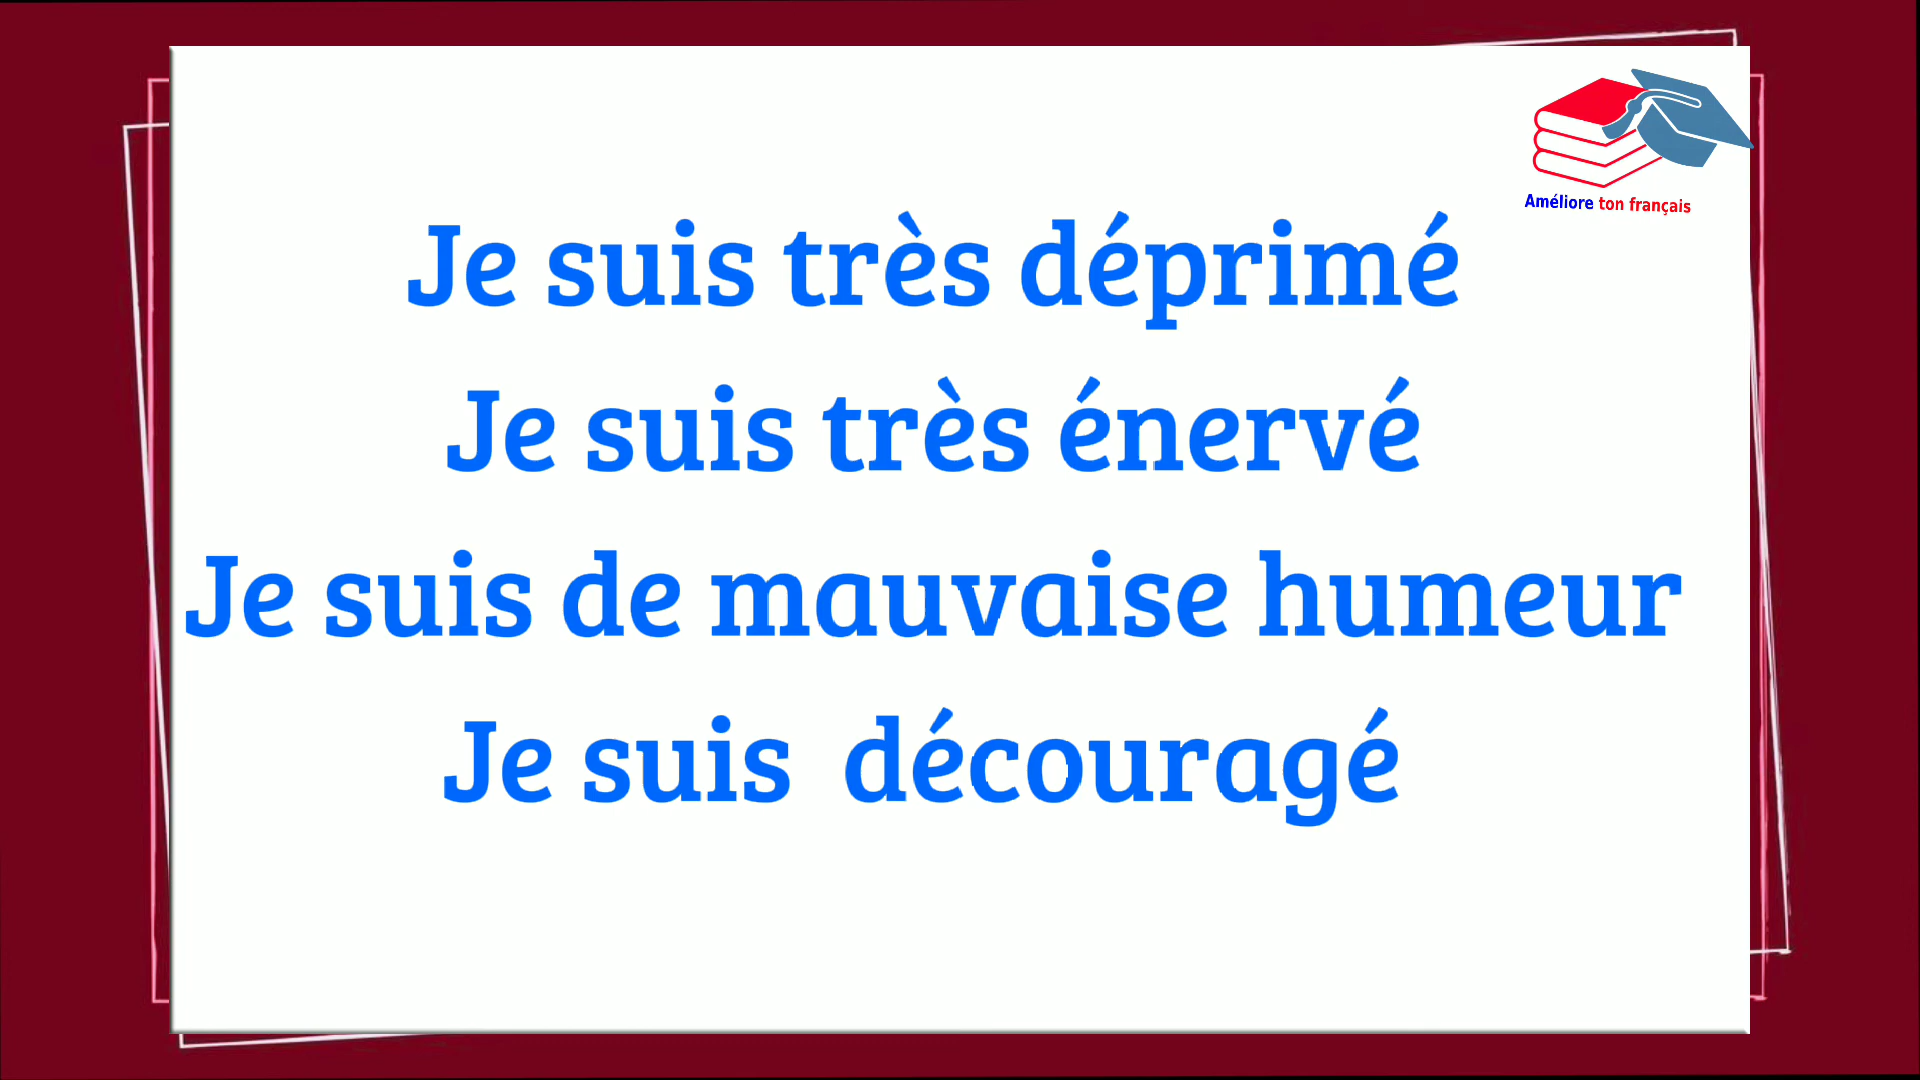 Améliore ton français
Je suis très déprimé
Je suis très énervé
Je suis de mauvaise humeur
Je suis  découragé